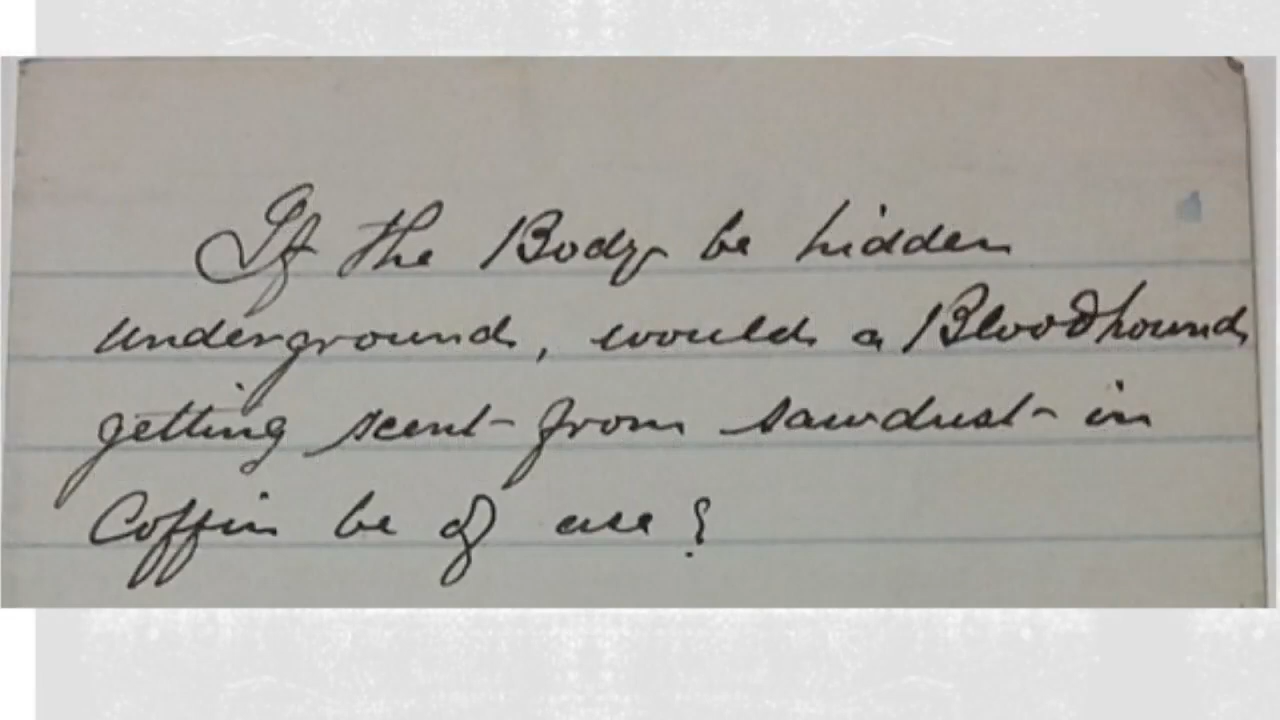 If the Body be hidden
underground, would a Bloodhound
getting scent from sawdust in
Coffin be of use?